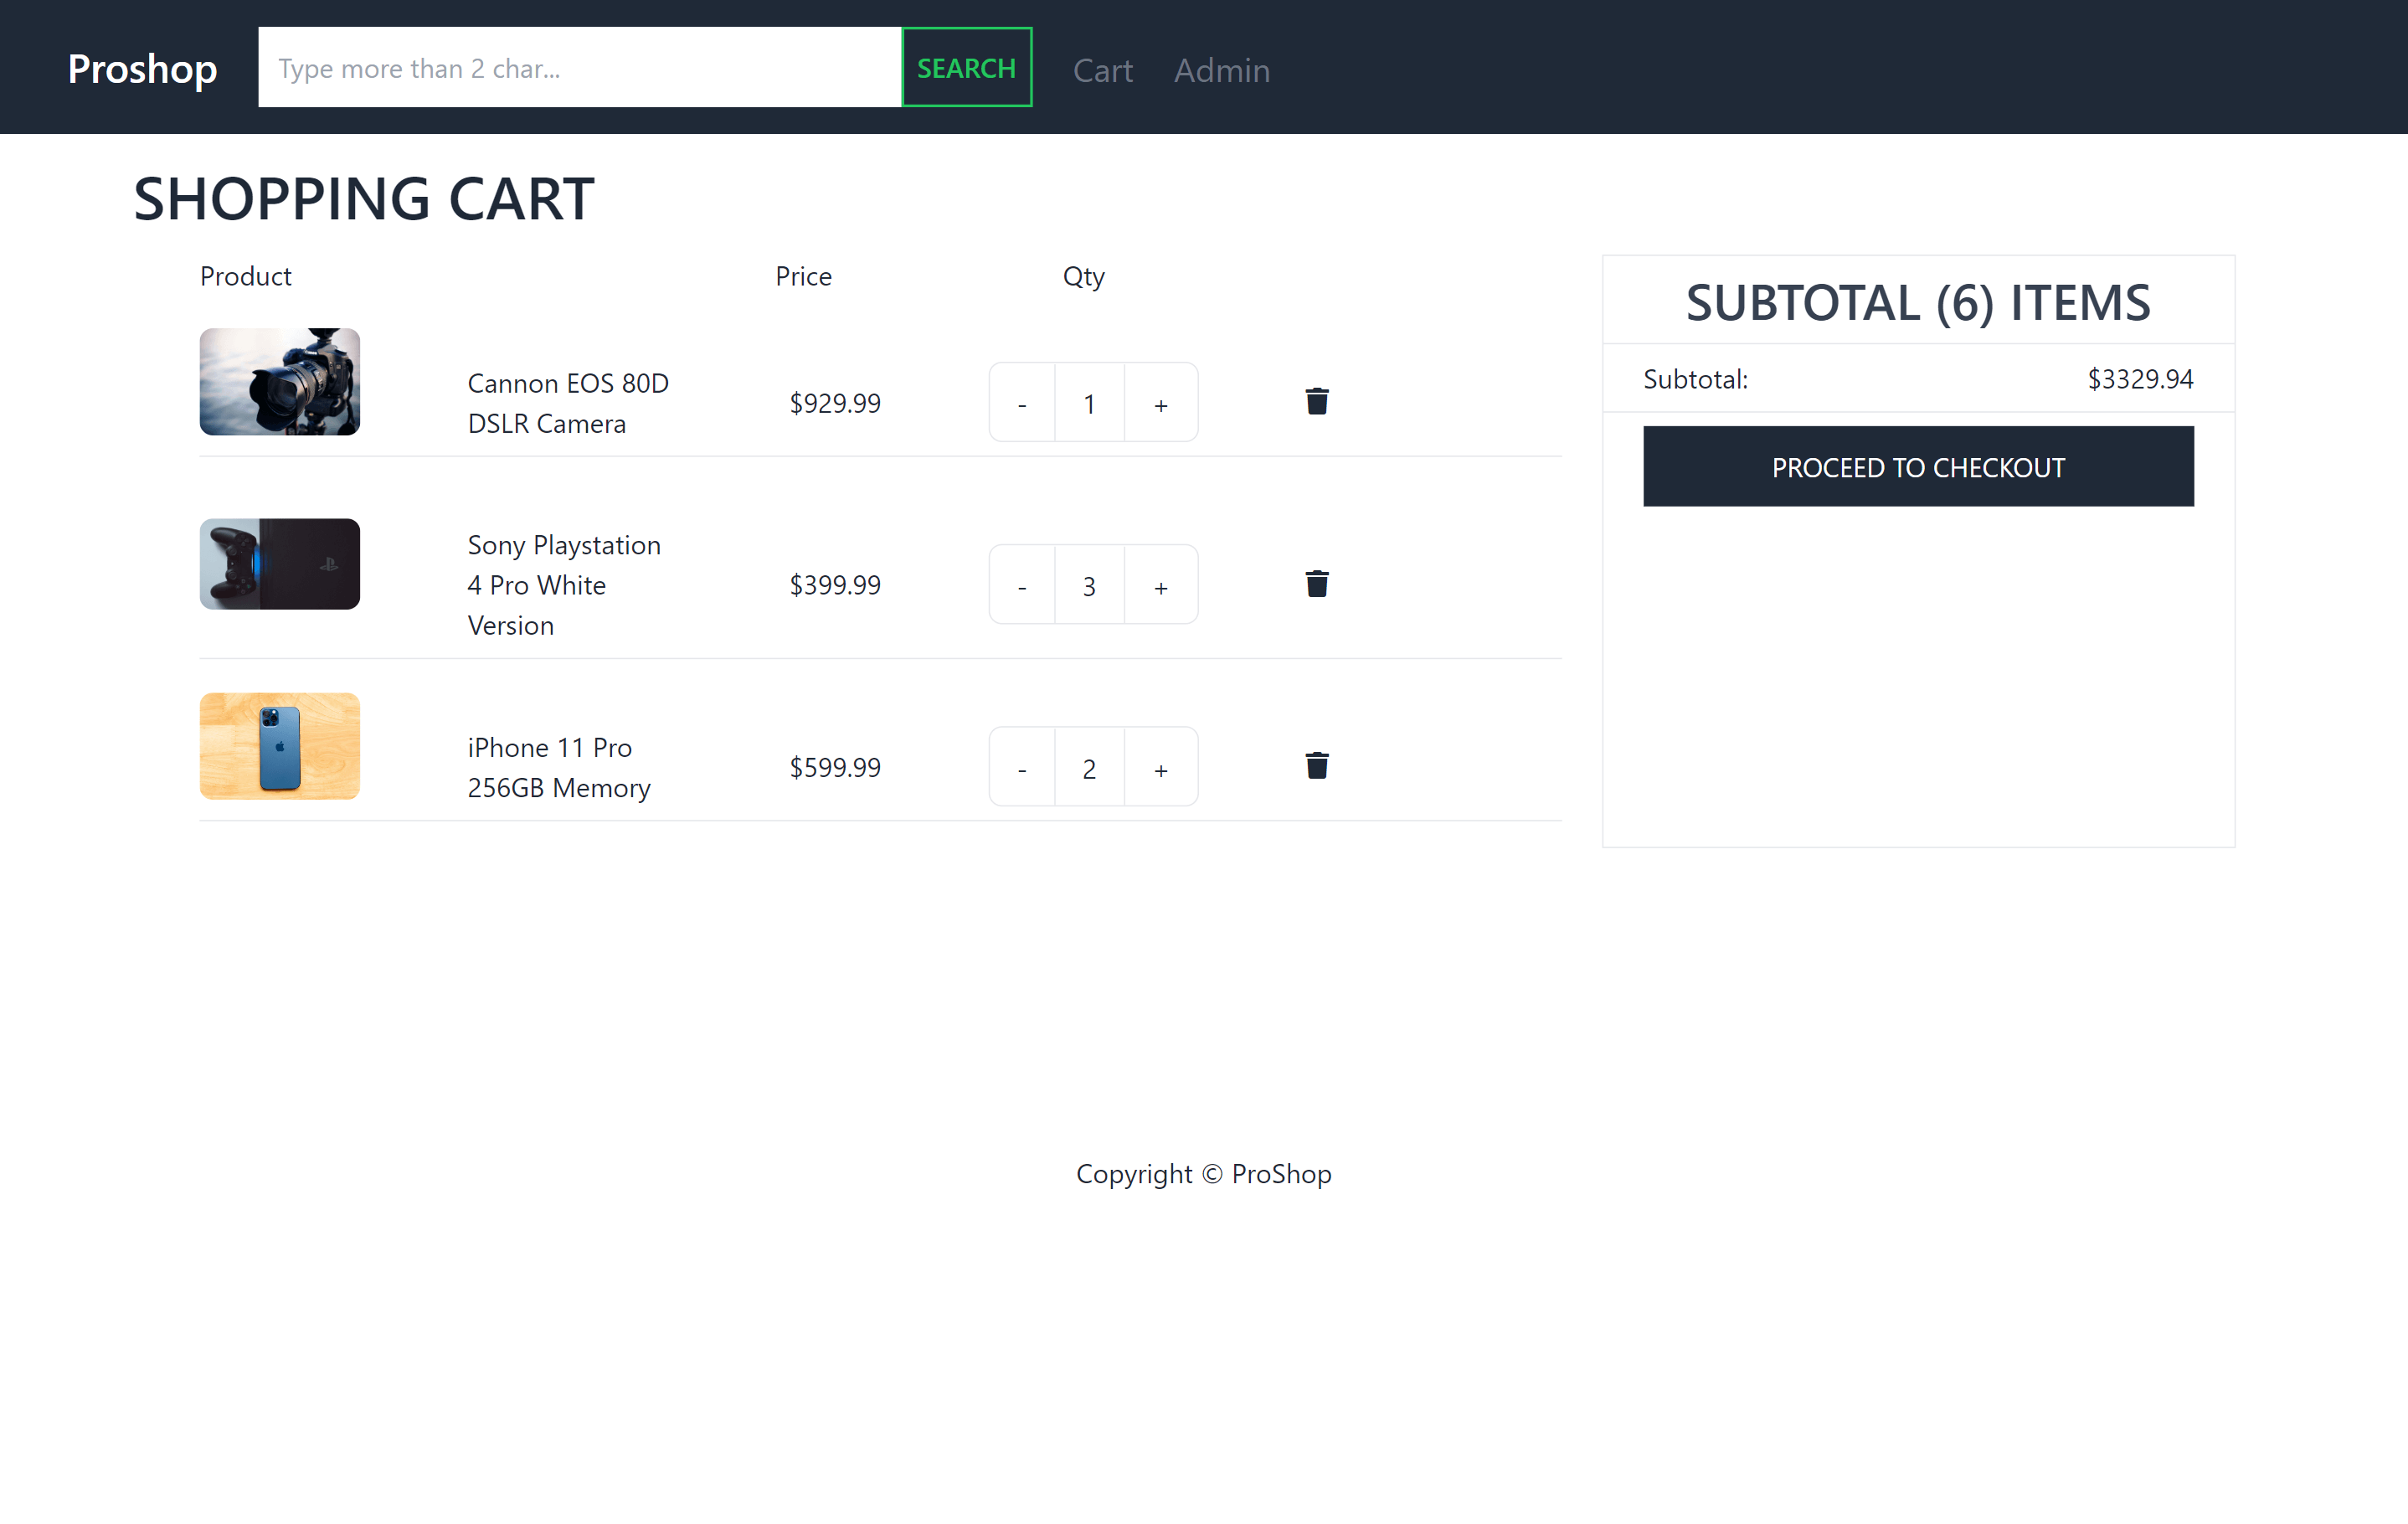 Proshop
Type more than 2 char...
SEARCH
Cart
Admin
SHOPPING CART
Product
Price
Qty
Cannon EOS 80D
DSLR Camera
$929.99
- 1 +
Sony Playstation
4 Pro White
Version
$399.99
- 3 +
iPhone 11 Pro
256GB Memory
$599.99
- 2 +
SUBTOTAL (6) ITEMS
Subtotal: $3329.94
PROCEED TO CHECKOUT
Copyright © ProShop